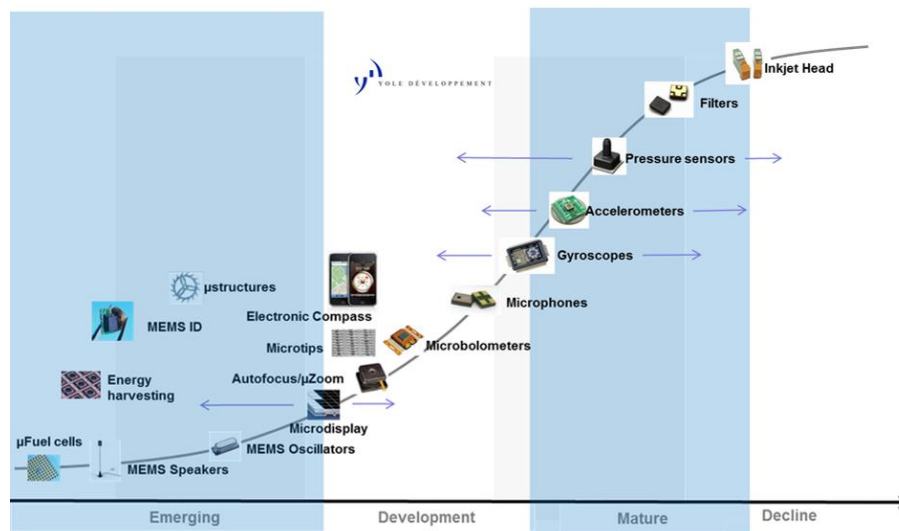 YOLE DÉVELOPPEMENT
Inkjet Head
Filters
Pressure sensors
Accelerometers
Gyroscopes
µstructures
Microphones
Electronic Compass
MEMS ID
Microtips
Microbolometers
Autofocus/µZoom
Energy
harvesting
Microdisplay
µFuel cells
MEMS Oscillators
MEMS Speakers
Emerging
Development
Mature
Decline